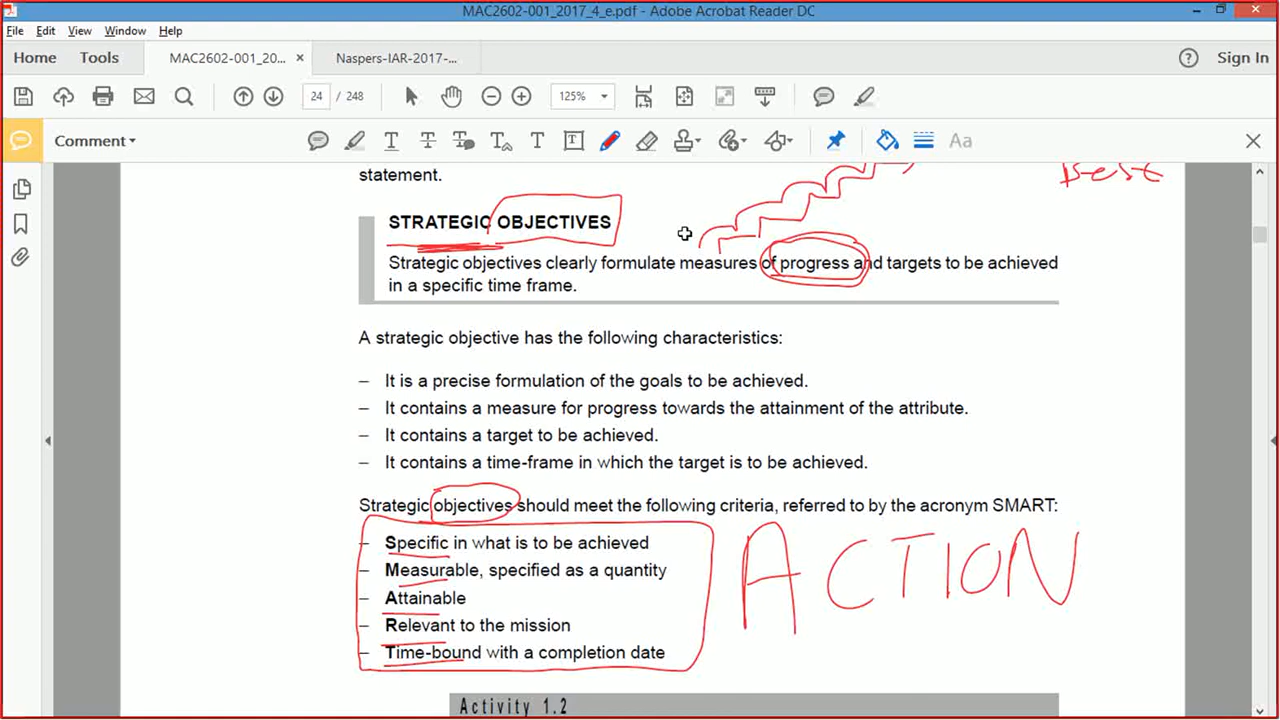 MAC2602-001_2017_4_e.pdf - Adobe Acrobat Reader DC
File Edit View Window Help
Home Tools MAC2602-001_20... × Naspers-IAR-2017-... ? Sign In
24 / 248 125%
Comment T T T T T T Aa
statement.
Best
STRATEGIC OBJECTIVES
Strategic objectives clearly formulate measures of progress and targets to be achieved
in a specific time frame.
A strategic objective has the following characteristics:
– It is a precise formulation of the goals to be achieved.
– It contains a measure for progress towards the attainment of the attribute.
– It contains a target to be achieved.
– It contains a time-frame in which the target is to be achieved.
Strategic objectives should meet the following criteria, referred to by the acronym SMART:
– Specific in what is to be achieved
– Measurable, specified as a quantity
– Attainable
– Relevant to the mission
– Time-bound with a completion date
ACTION
Activity 1.2